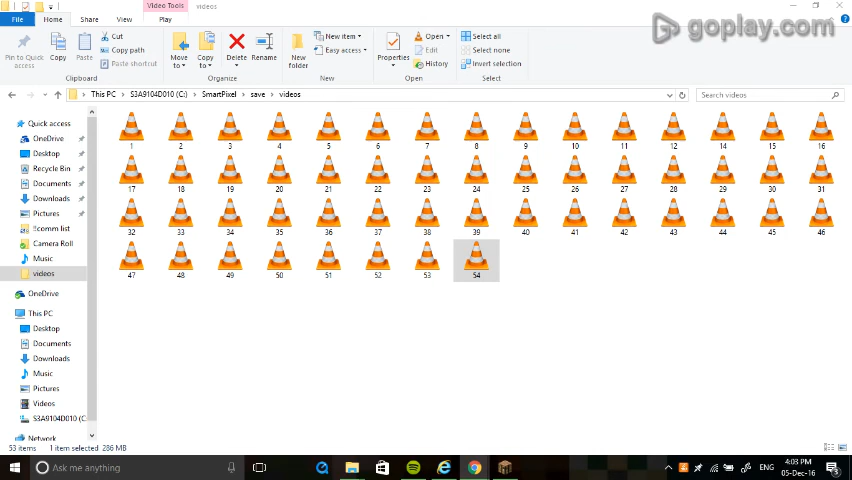 Video Tools videos
File Home Share View Play
goplay.com
Pin to Quick access
Copy
Paste
Cut
Copy path
Paste shortcut
Clipboard
Move to
Copy to
Delete
Rename
Organize
New folder
New item
Easy access
New
Properties
Open
Edit
History
Open
Select all
Select none
Invert selection
Select
This PC S3A9104D010 (C:) SmartPixel save videos
Search videos
Quick access
OneDrive
Desktop
Recycle Bin
Documents
Downloads
Pictures
!!comm list
Camera Roll
Music
videos
OneDrive
This PC
Desktop
Documents
Downloads
Music
Pictures
Videos
S3A9104D010 (C:
Network
1 2 3 4 5 6 7 8 9 10 11 12 14 15 16
17 18 19 20 21 22 23 24 25 26 27 28 29 30 31
32 33 34 35 36 37 38 39 40 41 42 43 44 45 46
47 48 49 50 51 52 53 54
53 items 1 item selected 286 MB
Ask me anything
ENG
4:03 PM
05-Dec-16
3